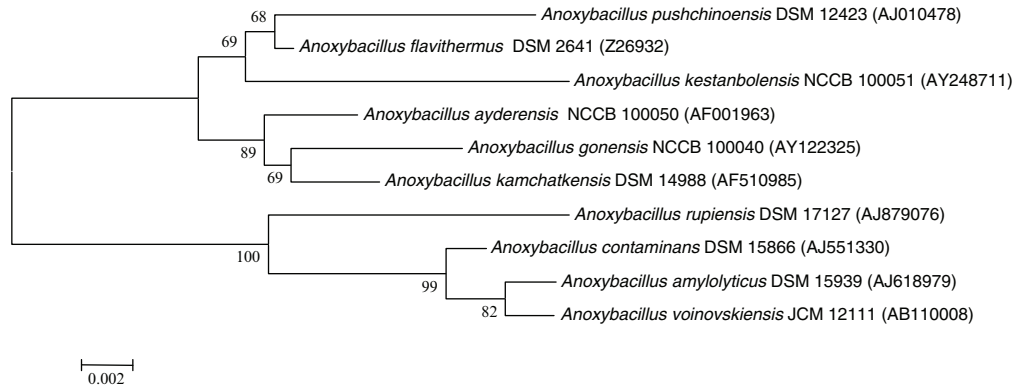 68
Anoxybacillus pushchinoensis DSM 12423 (AJ010478)
69
Anoxybacillus flavithermus DSM 2641 (Z26932)
Anoxybacillus kestanbolensis NCCB 100051 (AY248711)
Anoxybacillus ayderensis NCCB 100050 (AF001963)
89
Anoxybacillus gonensis NCCB 100040 (AY122325)
69
Anoxybacillus kamchatkensis DSM 14988 (AF510985)
Anoxybacillus rupiensis DSM 17127 (AJ879076)
100
Anoxybacillus contaminans DSM 15866 (AJ551330)
99
Anoxybacillus amylolyticus DSM 15939 (AJ618979)
82
Anoxybacillus voinovskiensis JCM 12111 (AB110008)
0.002